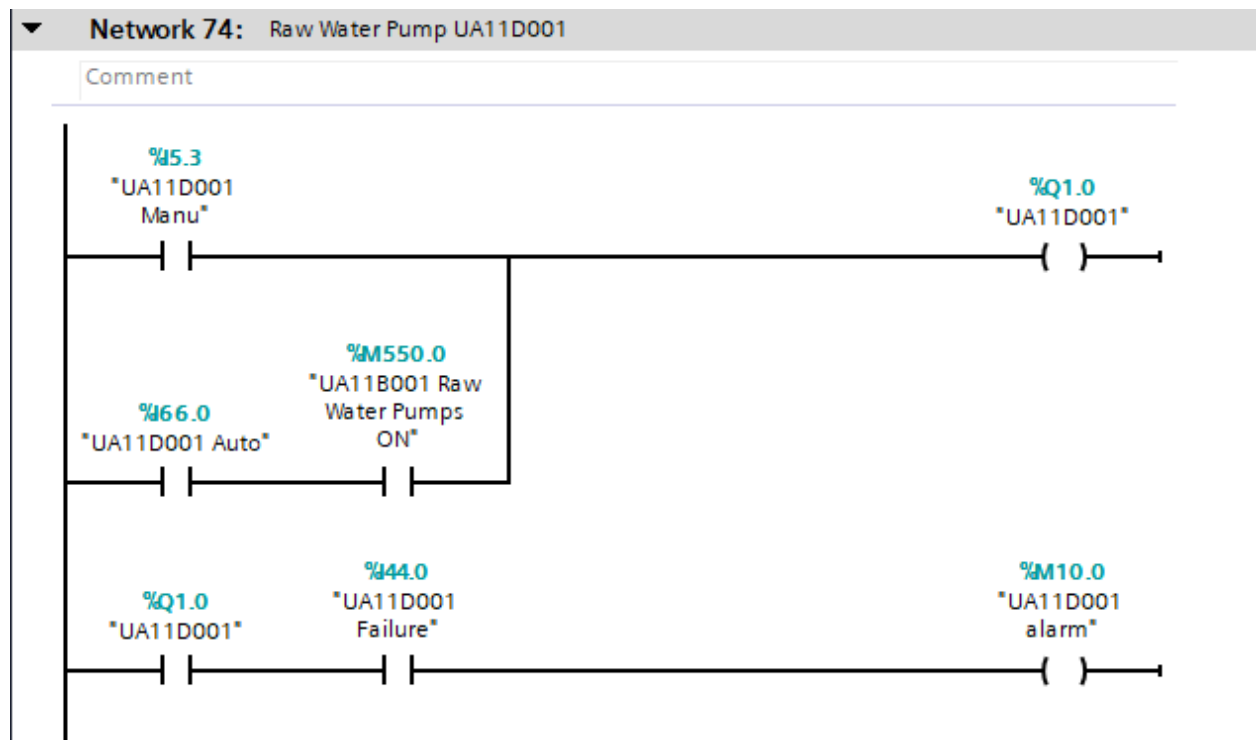 Network 74: Raw Water Pump UA11D001
Comment
%I5.3
"UA11D001
Manu"
%Q1.0
"UA11D001"
%M550.0
"UA11B001 Raw
Water Pumps
ON"
%I66.0
"UA11D001 Auto"
%Q1.0
"UA11D001"
%I44.0
"UA11D001
Failure"
%M10.0
"UA11D001
alarm"